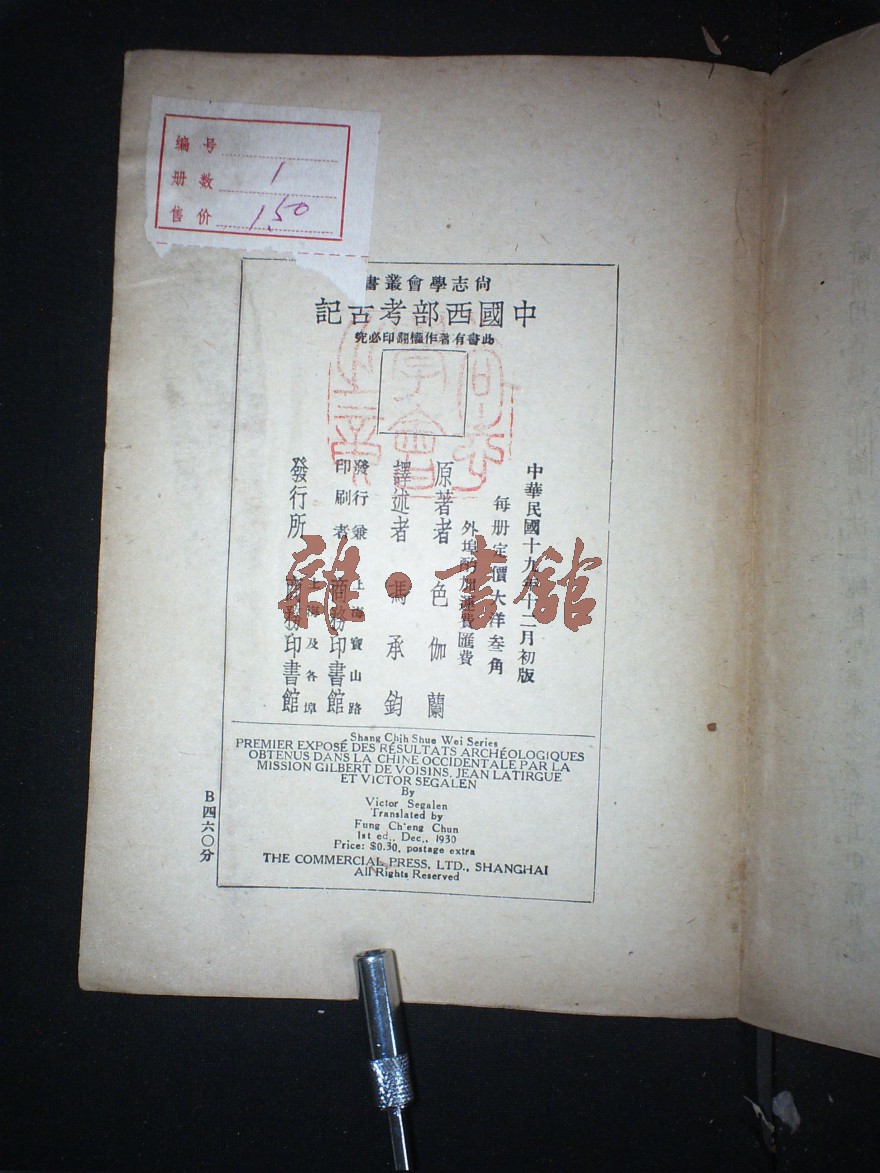 编号
册数 1
售价 1.50
尙志學會叢書
中國西部考古記
此書有著作權翻印必究
中華民國十九年十二月初版
每册定價大洋叁角
外埠酌加運費匯費
原著者 色伽蘭
譯述者 馮承鈞
發行兼印刷者 上海寶山路 商務印書館
發行所 上海及各埠 商務印書館
雜·書館
Shang Chih Shue Wei Series
PREMIER EXPOSÉ DES RÉSULTATS ARCHÉOLOGIQUES
OBTENUS DANS LA CHINE OCCIDENTALE PAR LA
MISSION GILBERT DE VOISINS, JEAN LATIRGUE
ET VICTOR SEGALEN
By
Victor Segalen
Translated by
Fung Ch'eng Chun
1st ed., Dec., 1930
Price: $0.30, postage extra
THE COMMERCIAL PRESS, LTD., SHANGHAI
All Rights Reserved
B四六〇分